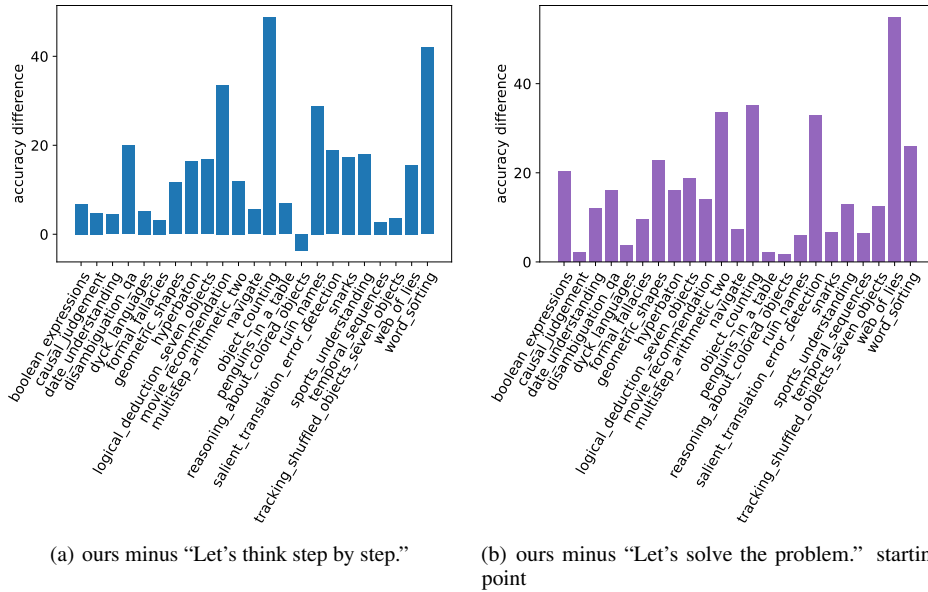 accuracy difference
40
20
0
boolean_expressions
causal_judgement
date_understanding
disambiguation_qa
dyck_languages
formal_fallacies
geometric_shapes
hyperbaton
logical_deduction_seven_objects
movie_recommendation
multistep_arithmetic_two
navigate
object_counting
penguins_in_a_table
reasoning_about_colored_objects
ruin_names
salient_translation_error_detection
snarks
sports_understanding
temporal_sequences
tracking_shuffled_objects_seven_objects
web_of_lies
word_sorting
(a) ours minus “Let’s think step by step.”
accuracy difference
40
20
0
boolean_expressions
causal_judgement
date_understanding
disambiguation_qa
dyck_languages
formal_fallacies
geometric_shapes
hyperbaton
logical_deduction_seven_objects
movie_recommendation
multistep_arithmetic_two
navigate
object_counting
penguins_in_a_table
reasoning_about_colored_objects
ruin_names
salient_translation_error_detection
snarks
sports_understanding
temporal_sequences
tracking_shuffled_objects_seven_objects
web_of_lies
word_sorting
(b) ours minus “Let’s solve the problem.” startin
point